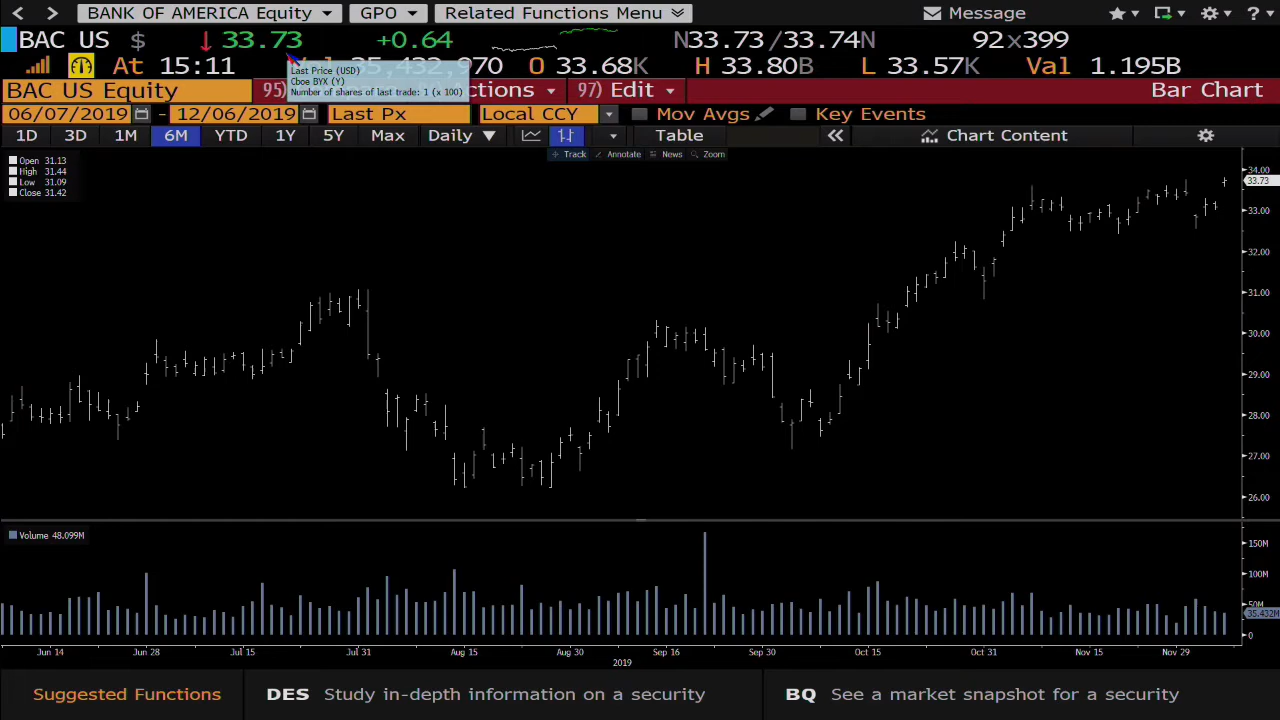 BANK OF AMERICA Equity GPO Related Functions Menu Message
BAC US $ 33.73 +0.64 N33.73/33.74N 92x399
At 15:11 35,432,970 O 33.68K H 33.80B L 33.57K Val 1.195B
Last Price (USD)
Cboe BYX (Y)
Number of shares of last trade: 1 (x 100)
BAC US Equity 95) 97) Edit Bar Chart
06/07/2019 - 12/06/2019 Last Px Local CCY Mov Avgs Key Events
1D 3D 1M 6M YTD 1Y 5Y Max Daily Table Chart Content
Track Annotate News Zoom
Open 31.13
High 31.44
Low 31.09
Close 31.42
34.00
33.73
33.00
32.00
31.00
30.00
29.00
28.00
27.00
26.00
Volume 48.099M
150M
100M
50M
35.432M
0
Jun 14 Jun 28 Jul 15 Jul 31 Aug 15 Aug 30 Sep 16 Sep 30 Oct 15 Oct 31 Nov 15 Nov 29
2019
Suggested Functions DES Study in-depth information on a security BQ See a market snapshot for a security